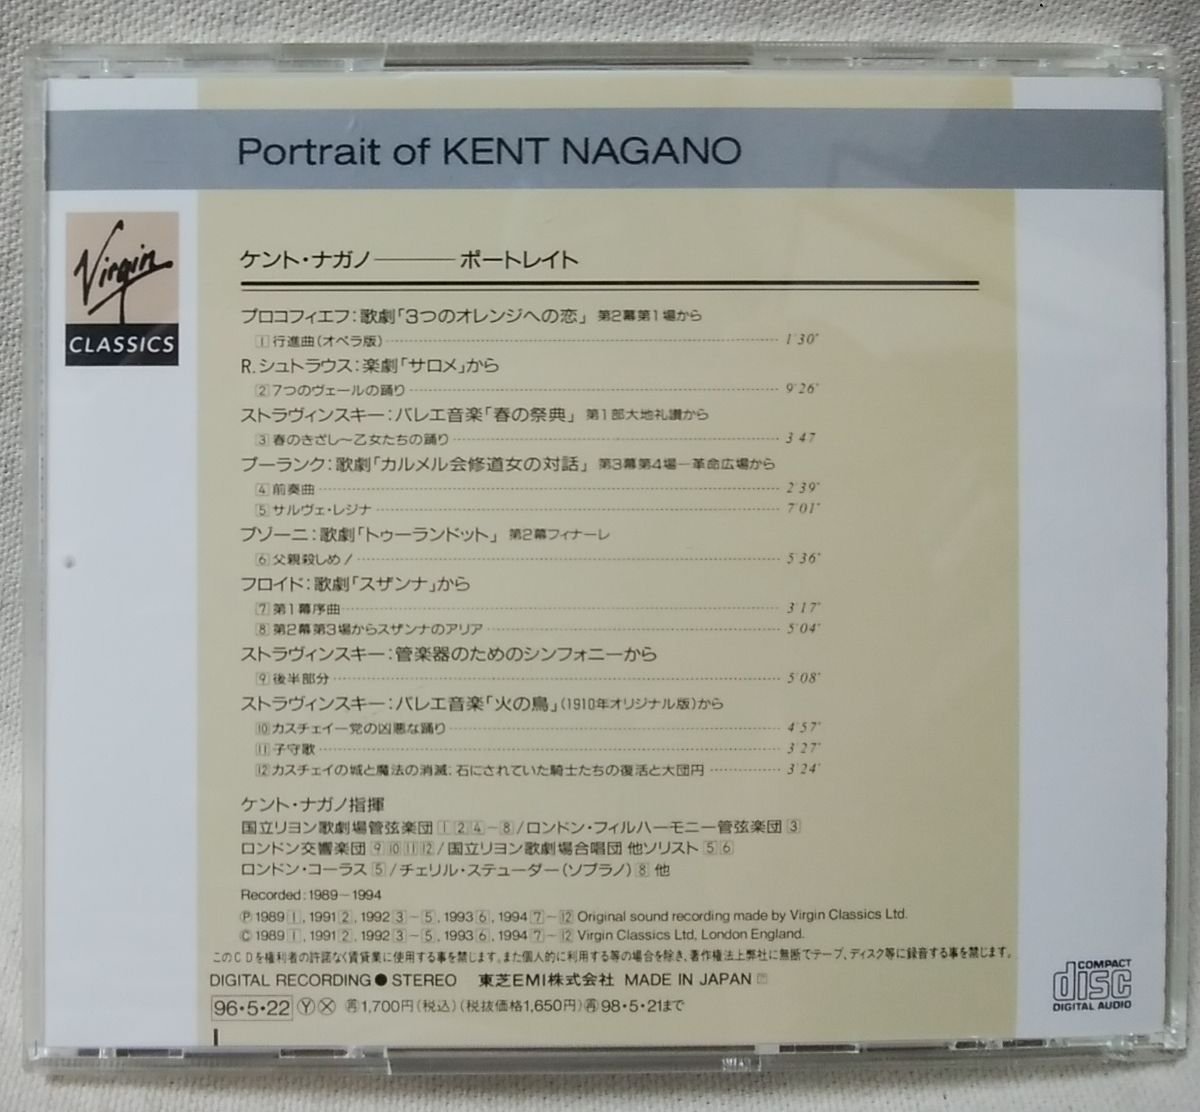 Portrait of KENT NAGANO
Virgin
CLASSICS
ケント・ナガノ――ポートレイト
プロコフィエフ:歌劇「3つのオレンジへの恋」 第2幕第1場から
1 行進曲(オペラ版) 1'30"
R.シュトラウス:楽劇「サロメ」から
2 7つのヴェールの踊り 9'26"
ストラヴィンスキー:バレエ音楽「春の祭典」 第1部大地礼讃から
3 春のきざし〜乙女たちの踊り 3'47
プーランク:歌劇「カルメル会修道女の対話」 第3幕第4場―革命広場から
4 前奏曲 2'39"
5 サルヴェ・レジナ 7'01"
ブゾーニ:歌劇「トゥーランドット」 第2幕フィナーレ
6 父親殺しめ! 5'36"
フロイド:歌劇「スザンナ」から
7 第1幕序曲 3'17"
8 第2幕第3場からスザンナのアリア 5'04"
ストラヴィンスキー:管楽器のためのシンフォニーから
9 後半部分 5'08"
ストラヴィンスキー:バレエ音楽「火の鳥」(1910年オリジナル版)から
10 カスチェイ一党の凶悪な踊り 4'57"
11 子守歌 3'27"
12 カスチェイの城と魔法の消滅:石にされていた騎士たちの復活と大団円 3'24"
ケント・ナガノ指揮
国立リヨン歌劇場管弦楽団 1 2 4-8/ロンドン・フィルハーモニー管弦楽団 3
ロンドン交響楽団 9 10 11 12/国立リヨン歌劇場合唱団 他ソリスト 5 6
ロンドン・コーラス 5/チェリル・ステューダー(ソプラノ) 8 他
Recorded:1989-1994
Ⓟ1989 1, 1991 2, 1992 3-5, 1993 6, 1994 7-12 Original sound recording made by Virgin Classics Ltd.
©1989 1, 1991 2, 1992 3-5, 1993 6, 1994 7-12 Virgin Classics Ltd, London England.
このCDを権利者の許諾なく賃貸業に使用する事を禁じます。また個人的に利用する等の場合を除き、著作権法上弊社に無断でテープ、ディスク等に録音する事を禁じます。
DIGITAL RECORDING●STEREO 東芝EMI株式会社 MADE IN JAPAN
96・5・22 Ⓨ Ⓧ ㊢1,700円(税込)(税抜価格1,650円)㊢98・5・21まで
COMPACT
disc
DIGITAL AUDIO